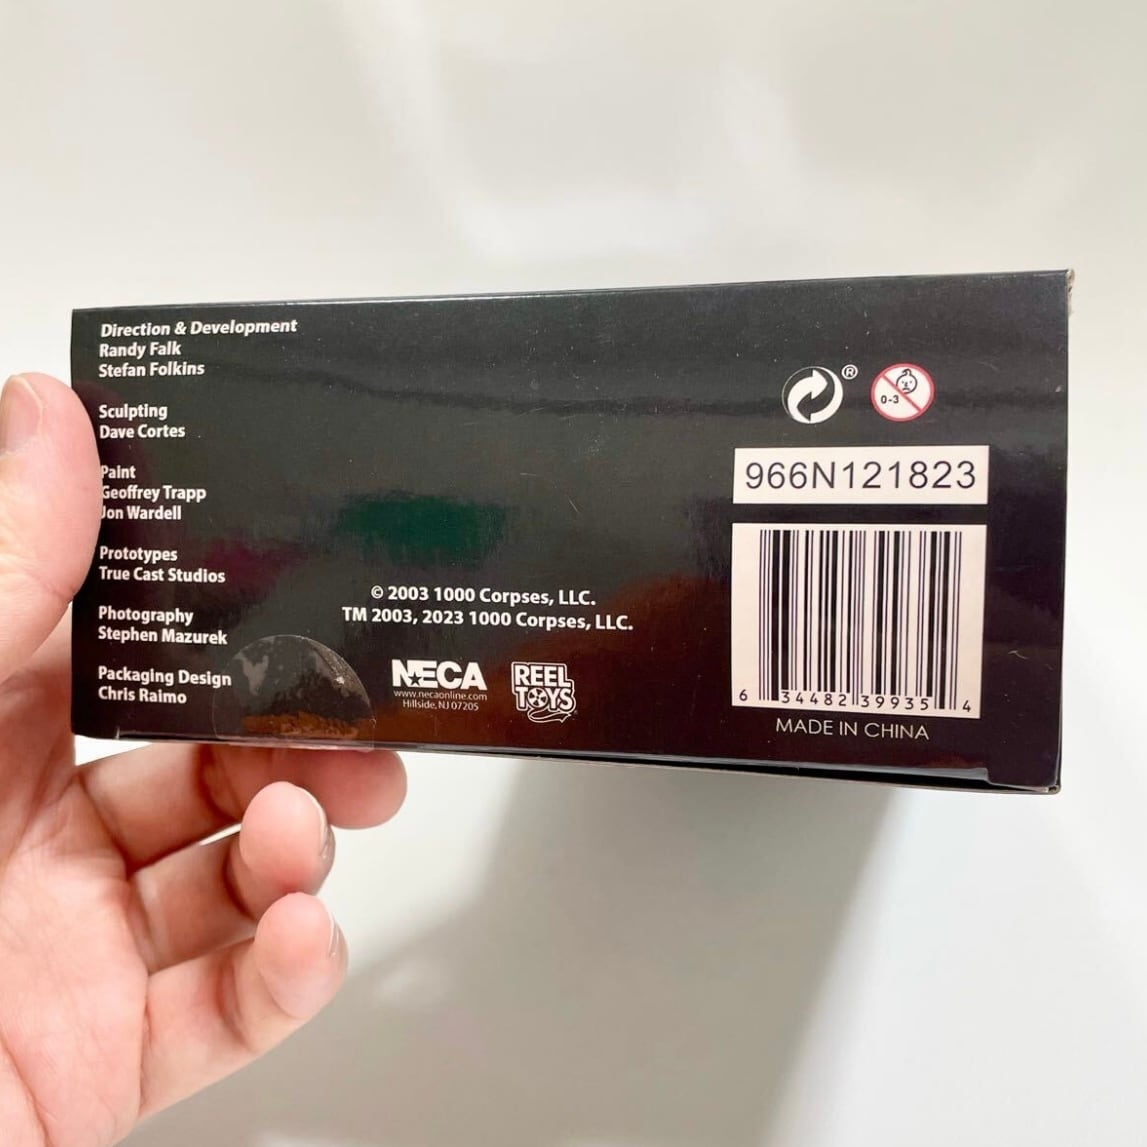 Direction & Development
Randy Falk
Stefan Folkins
Sculpting
Dave Cortes
Paint
Geoffrey Trapp
Jon Wardell
Prototypes
True Cast Studios
Photography
Stephen Mazurek
Packaging Design
Chris Raimo
© 2003 1000 Corpses, LLC.
TM 2003, 2023 1000 Corpses, LLC.
NECA
www.necaonline.com
Hillside, NJ 07205
REEL
TOYS
®
0-3
966N121823
6 34482 39935 4
MADE IN CHINA